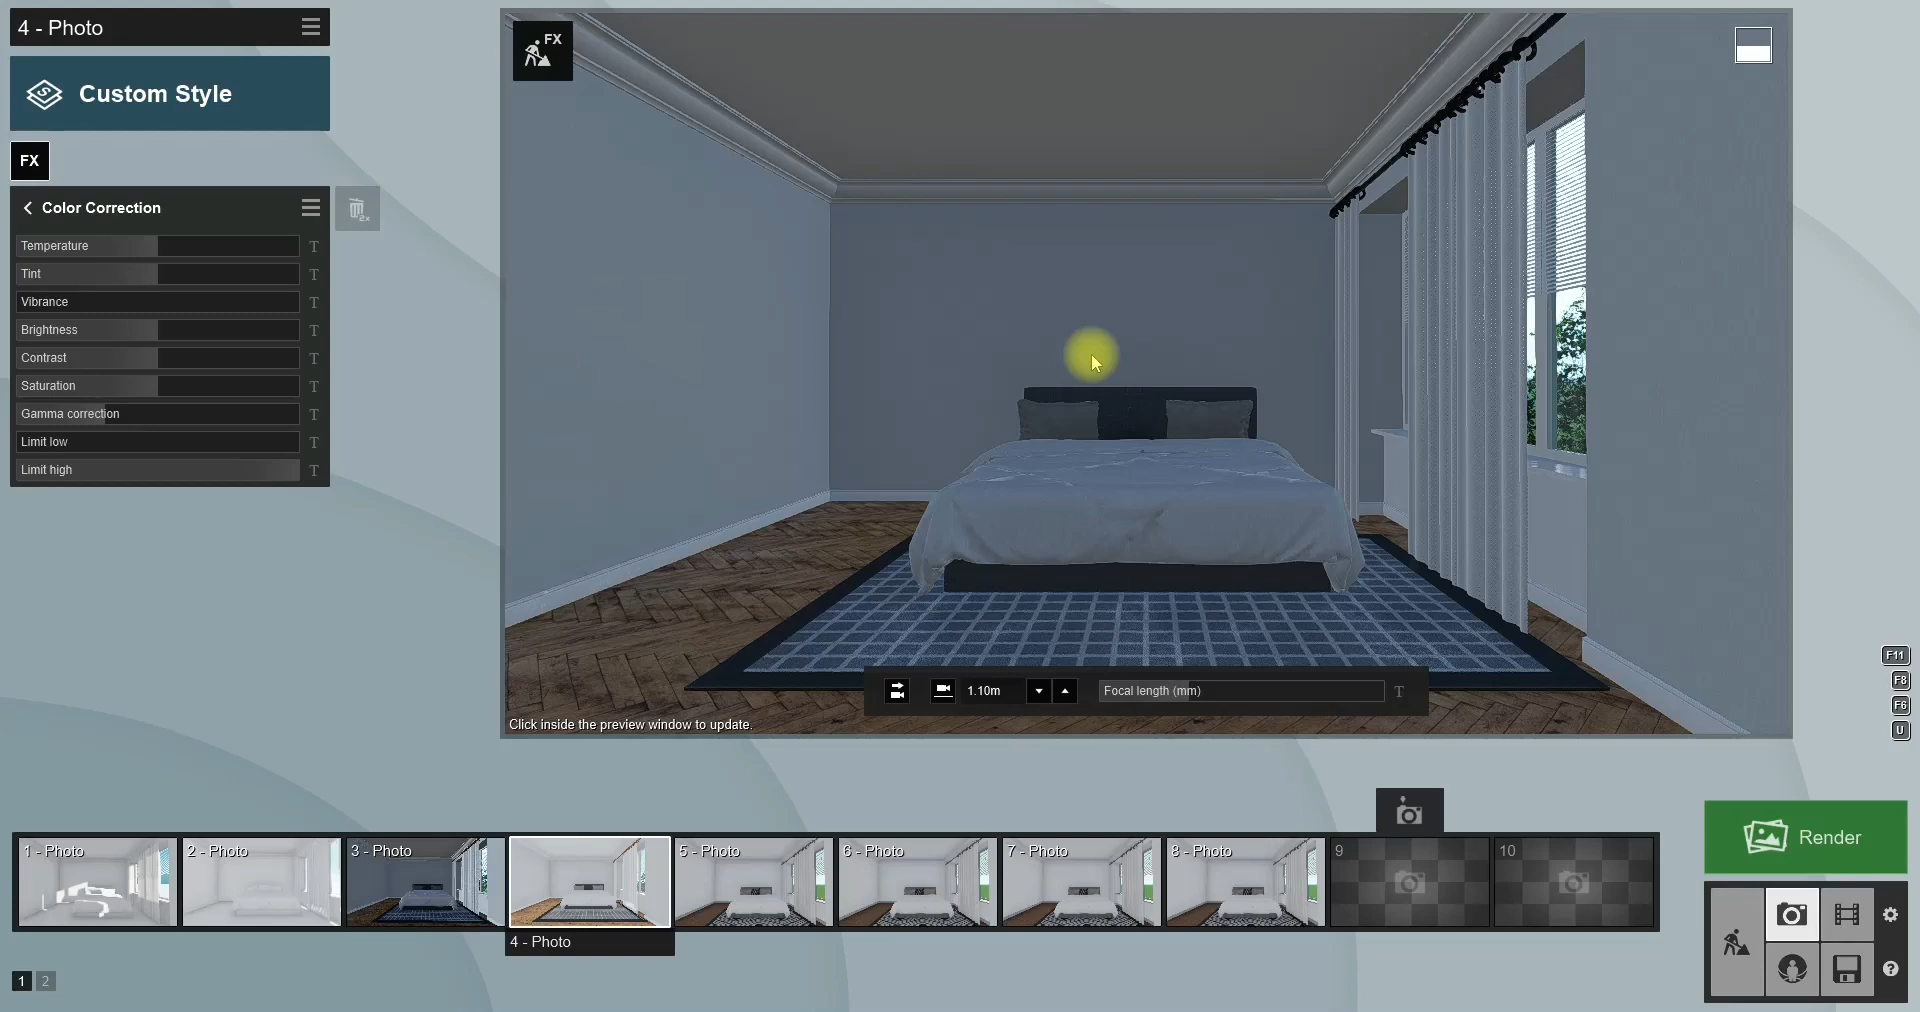 4 - Photo
Custom Style
FX
Color Correction
2x
Temperature T
Tint T
Vibrance T
Brightness T
Contrast T
Saturation T
Gamma correction T
Limit low T
Limit high T
FX
1.10m
Focal length (mm) T
Click inside the preview window to update.
F11
F8
F6
U
1 - Photo
2 - Photo
3 - Photo
5 - Photo
6 - Photo
7 - Photo
8 - Photo
9
10
4 - Photo
Render
?
1 2